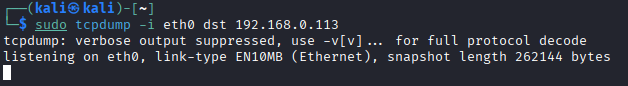 ┌──(kali㉿kali)-[~]
└─$ sudo tcpdump -i eth0 dst 192.168.0.113
tcpdump: verbose output suppressed, use -v[v]... for full protocol decode
listening on eth0, link-type EN10MB (Ethernet), snapshot length 262144 bytes